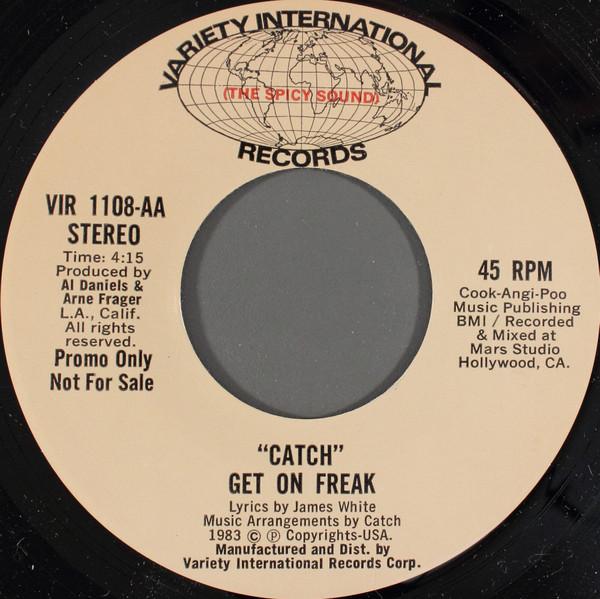 VARIETY INTERNATIONAL
(THE SPICY SOUND)
RECORDS
VIR 1108-AA
STEREO
Time: 4:15
Produced by
Al Daniels &
Arne Frager
L.A., Calif.
All rights
reserved.
Promo Only
Not For Sale
45 RPM
Cook-Angi-Poo
Music Publishing
BMI / Recorded
& Mixed at
Mars Studio
Hollywood, CA.
"CATCH"
GET ON FREAK
Lyrics by James White
Music Arrangements by Catch
1983 © ℗ Copyrights-USA.
Manufactured and Dist. by
Variety International Records Corp.